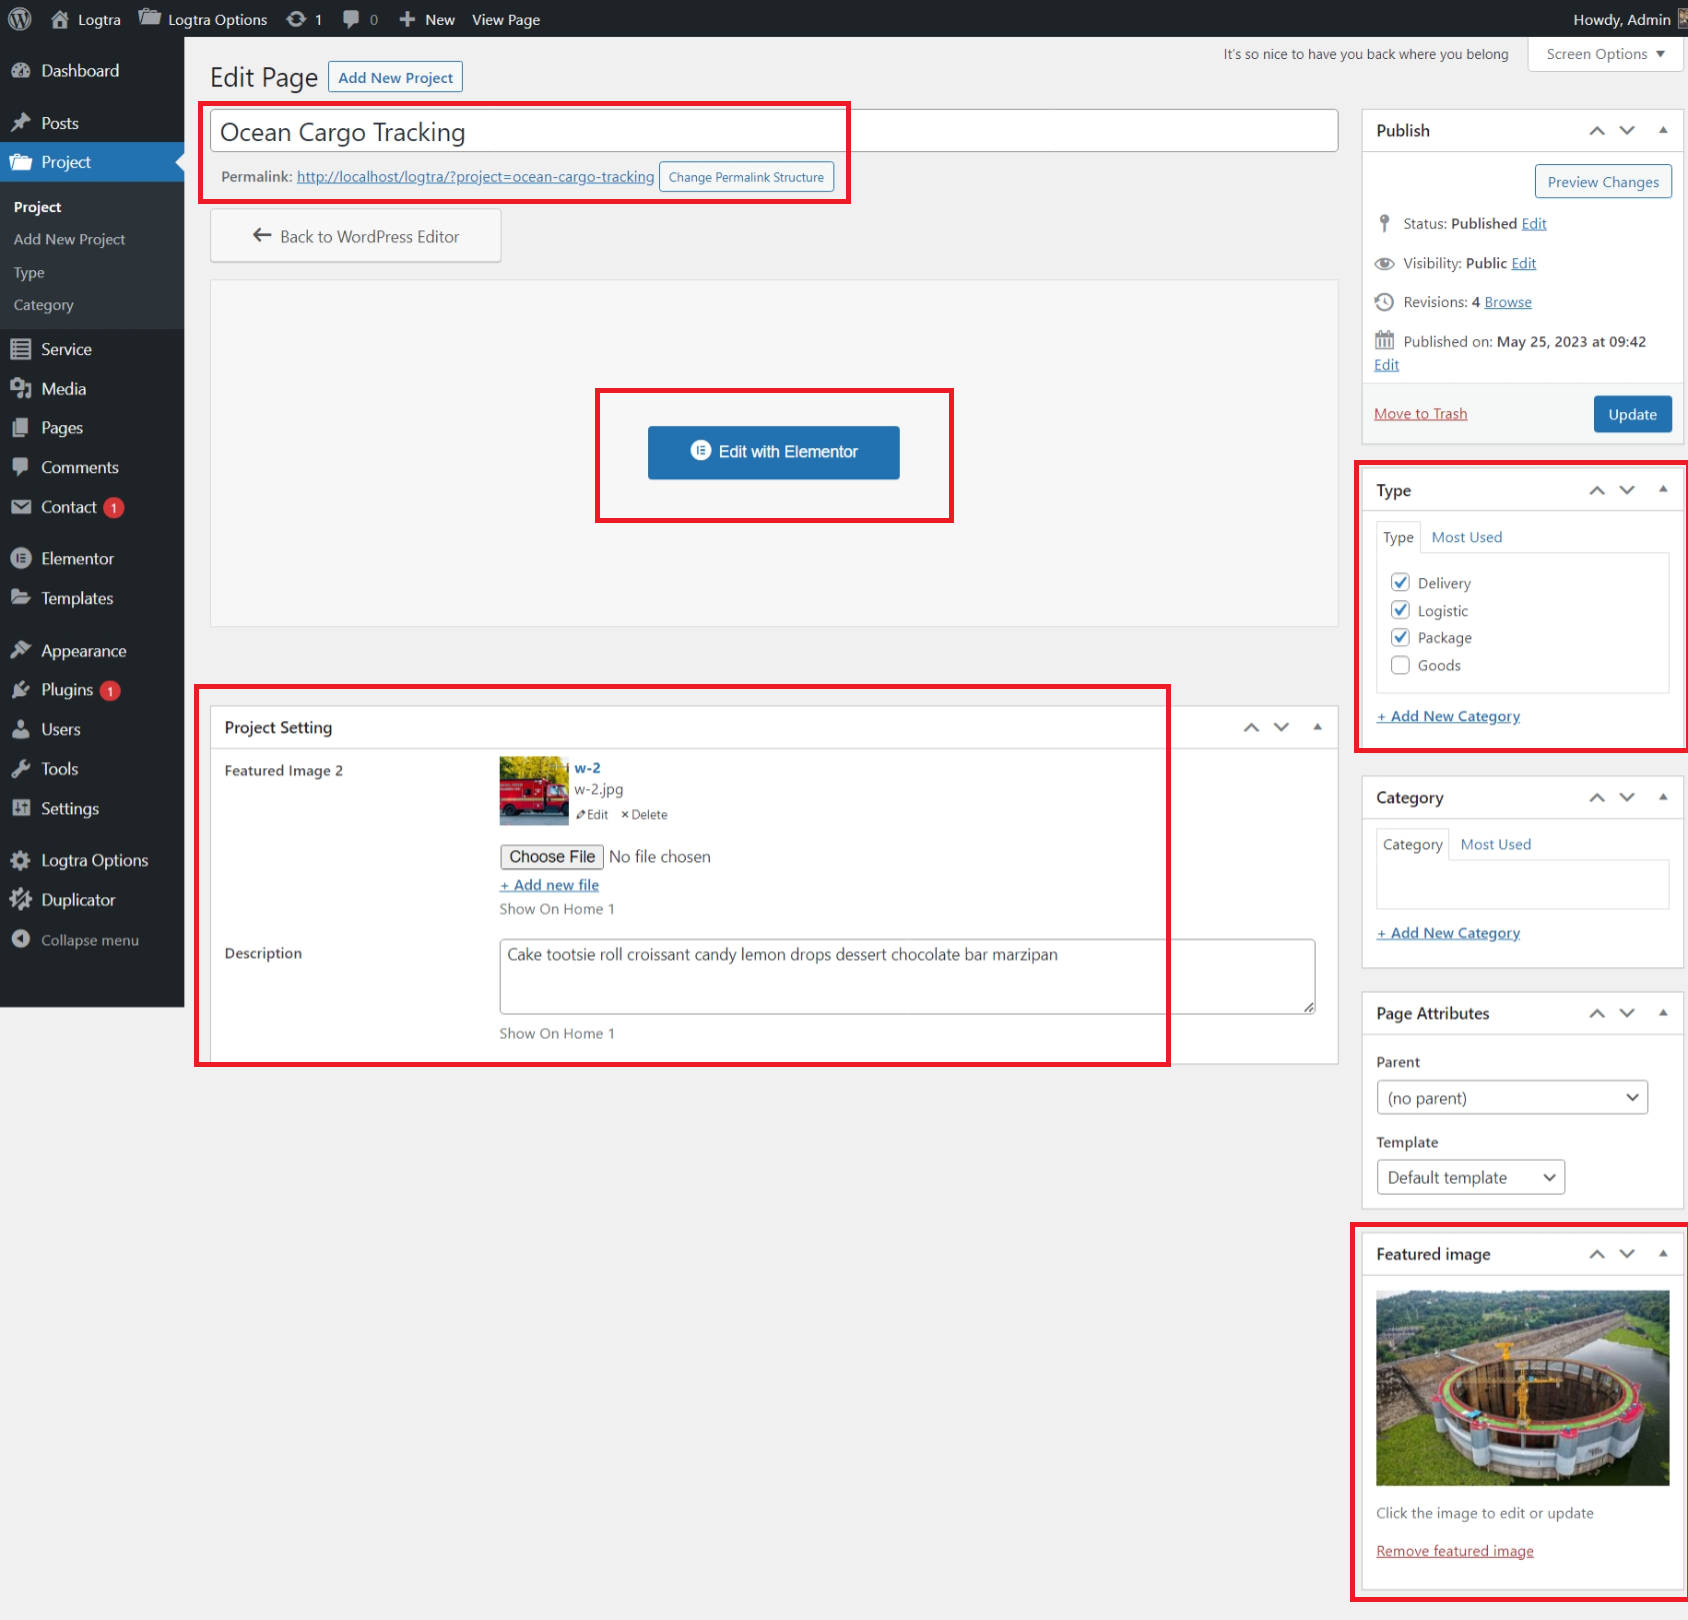 Logtra
Logtra Options
1
0
New
View Page
Howdy, Admin
Dashboard
Posts
Project
Project
Add New Project
Type
Category
Service
Media
Pages
Comments
Contact 1
Elementor
Templates
Appearance
Plugins 1
Users
Tools
Settings
Logtra Options
Duplicator
Collapse menu
It's so nice to have you back where you belong
Screen Options
Edit Page
Add New Project
Ocean Cargo Tracking
Permalink: http://localhost/logtra/?project=ocean-cargo-tracking Change Permalink Structure
Back to WordPress Editor
Edit with Elementor
Project Setting
Featured Image 2
w-2
w-2.jpg
Edit Delete
Choose File No file chosen
+ Add new file
Show On Home 1
Description
Cake tootsie roll croissant candy lemon drops dessert chocolate bar marzipan
Show On Home 1
Publish
Preview Changes
Status: Published Edit
Visibility: Public Edit
Revisions: 4 Browse
Published on: May 25, 2023 at 09:42
Edit
Move to Trash
Update
Type
Type Most Used
Delivery
Logistic
Package
Goods
+ Add New Category
Category
Category Most Used
+ Add New Category
Page Attributes
Parent
(no parent)
Template
Default template
Featured image
Click the image to edit or update
Remove featured image